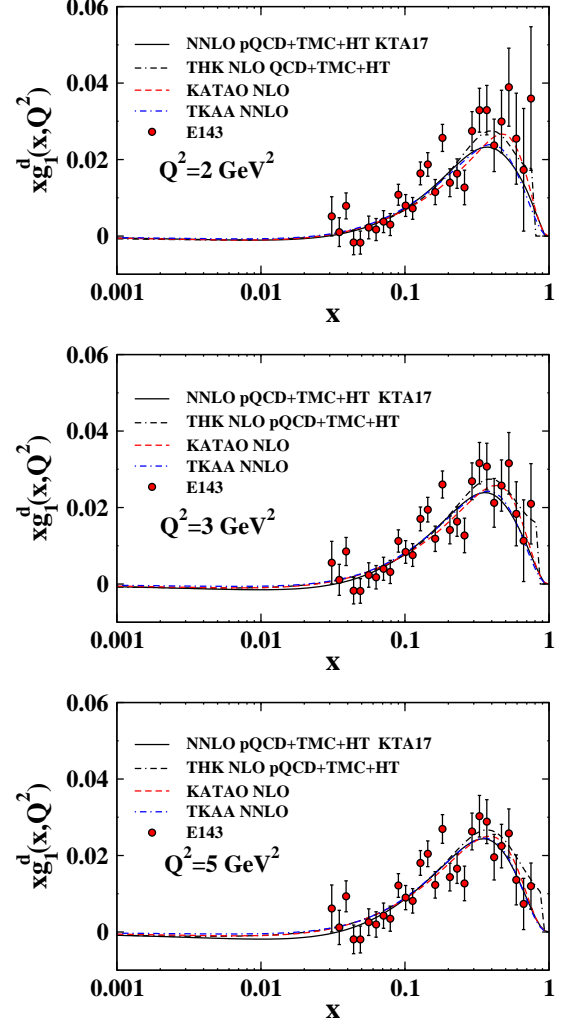 0.06
NNLO pQCD+TMC+HT KTA17
THK NLO QCD+TMC+HT
0.04
KATAO NLO
TKAA NNLO
E143
0.02
Q²=2 GeV²
0
xg₁ᵈ(x,Q²)
0.001 0.01 0.1 1
x
0.06
NNLO pQCD+TMC+HT KTA17
THK NLO pQCD+TMC+HT
0.04
KATAO NLO
TKAA NNLO
E143
0.02
Q²=3 GeV²
0
xg₁ᵈ(x,Q²)
0.001 0.01 0.1 1
x
0.06
NNLO pQCD+TMC+HT KTA17
THK NLO pQCD+TMC+HT
0.04
KATAO NLO
TKAA NNLO
E143
0.02
Q²=5 GeV²
0
xg₁ᵈ(x,Q²)
0.001 0.01 0.1 1
x